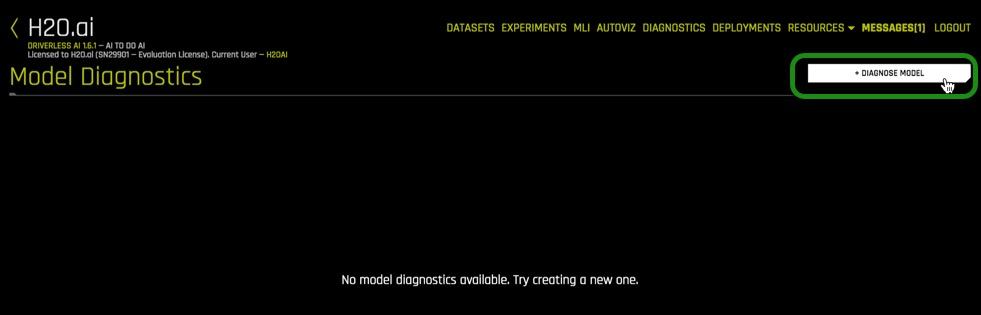 H2O.ai
DATASETS EXPERIMENTS MLI AUTOVIZ DIAGNOSTICS DEPLOYMENTS RESOURCES MESSAGES[1] LOGOUT
DRIVERLESS AI 1.6.1 – AI TO DO AI
Licensed to H2O.ai (SN29901 – Evaluation License). Current User – H2OAI
Model Diagnostics
+ DIAGNOSE MODEL
No model diagnostics available. Try creating a new one.